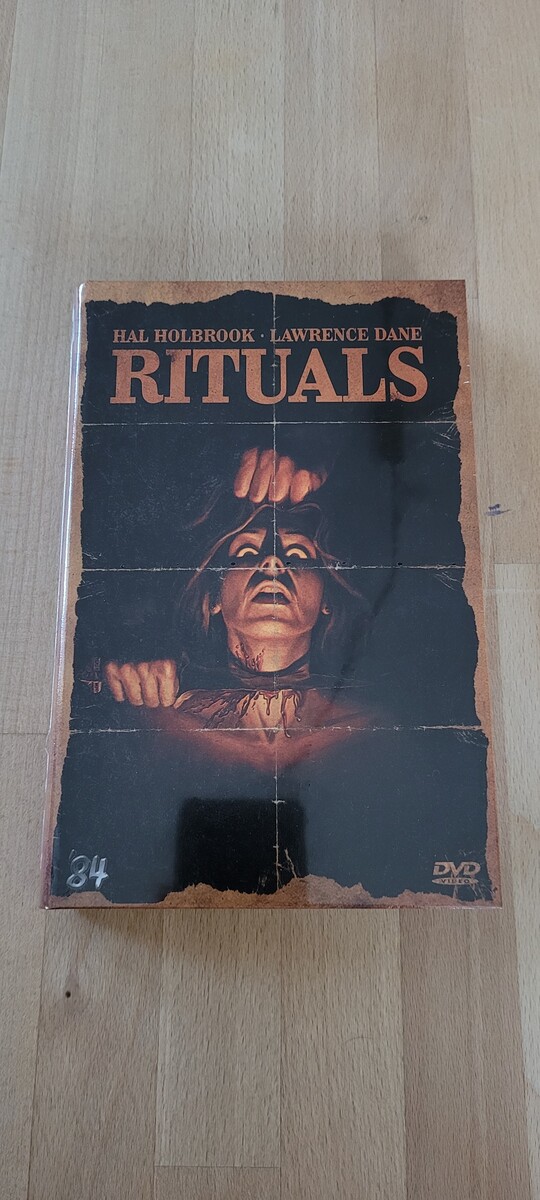 HAL HOLBROOK · LAWRENCE DANE
RITUALS
'84
DVD
VIDEO